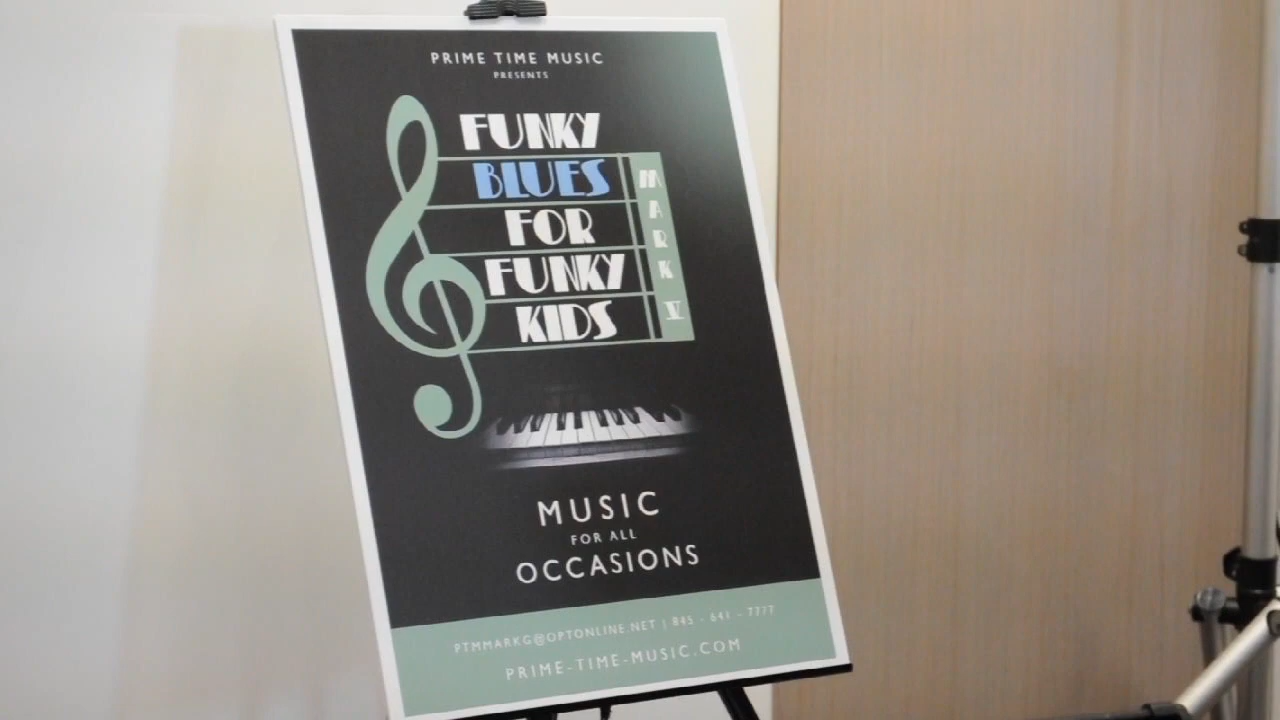 PRIME TIME MUSIC
PRESENTS
FUNKY
BLUES
FOR
FUNKY
KIDS
MARK V
MUSIC
FOR ALL
OCCASIONS
PTMMARKG@OPTONLINE.NET | 845 - 641 - 7777
PRIME-TIME-MUSIC.COM